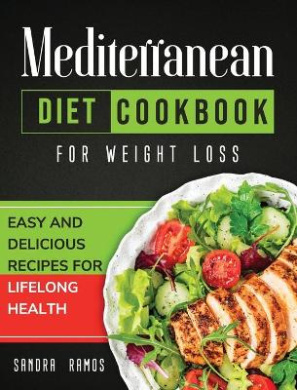 Mediterranean
DIET COOKBOOK
FOR WEIGHT LOSS
EASY AND
DELICIOUS
RECIPES FOR
LIFELONG
HEALTH
SANDRA RAMOS